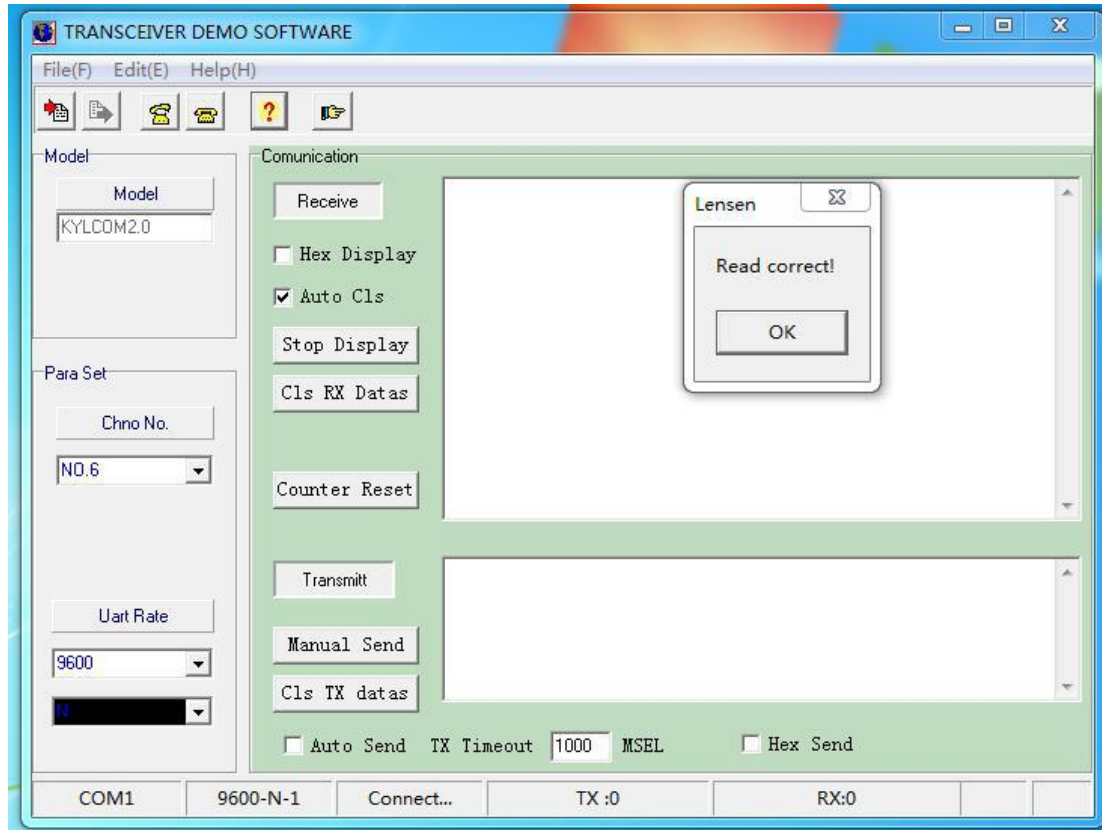 TRANSCEIVER DEMO SOFTWARE
File(F) Edit(E) Help(H)
Model
Model
KYLCOM2.0
Para Set
Chno No.
NO.6
Uart Rate
9600
N
Comunication
Receive
Hex Display
Auto Cls
Stop Display
Cls RX Datas
Counter Reset
Lensen
Read correct!
OK
Transmitt
Manual Send
Cls TX datas
Auto Send TX Timeout 1000 MSEL Hex Send
COM1 9600-N-1 Connect... TX :0 RX:0